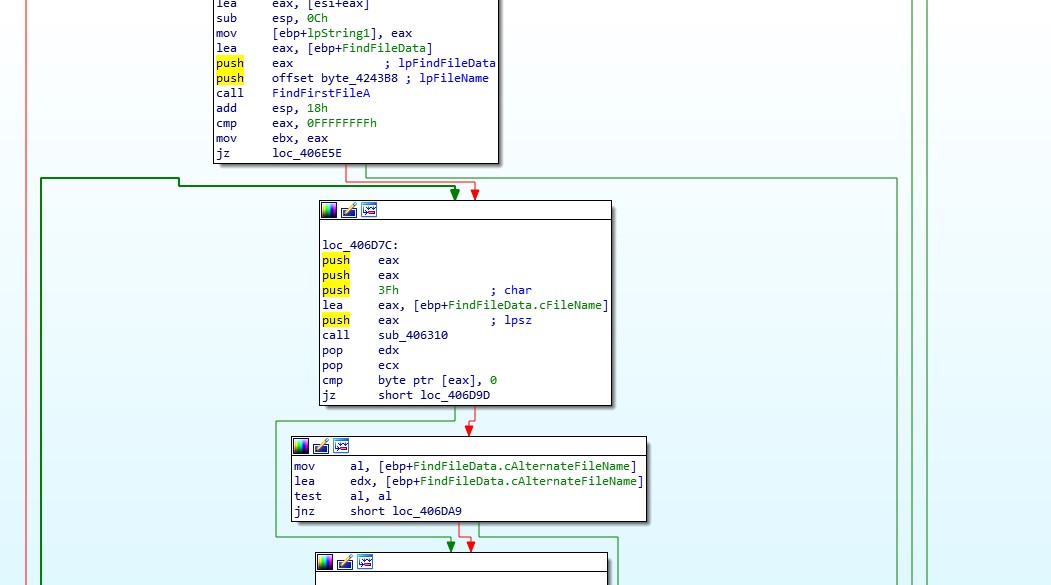 lea eax, [esi+eax]
sub esp, 0Ch
mov [ebp+lpString1], eax
lea eax, [ebp+FindFileData]
push eax ; lpFindFileData
push offset byte_4243B8 ; lpFileName
call FindFirstFileA
add esp, 18h
cmp eax, 0FFFFFFFFh
mov ebx, eax
jz loc_406E5E
loc_406D7C:
push eax
push eax
push 3Fh ; char
lea eax, [ebp+FindFileData.cFileName]
push eax ; lpsz
call sub_406310
pop edx
pop ecx
cmp byte ptr [eax], 0
jz short loc_406D9D
mov al, [ebp+FindFileData.cAlternateFileName]
lea edx, [ebp+FindFileData.cAlternateFileName]
test al, al
jnz short loc_406DA9